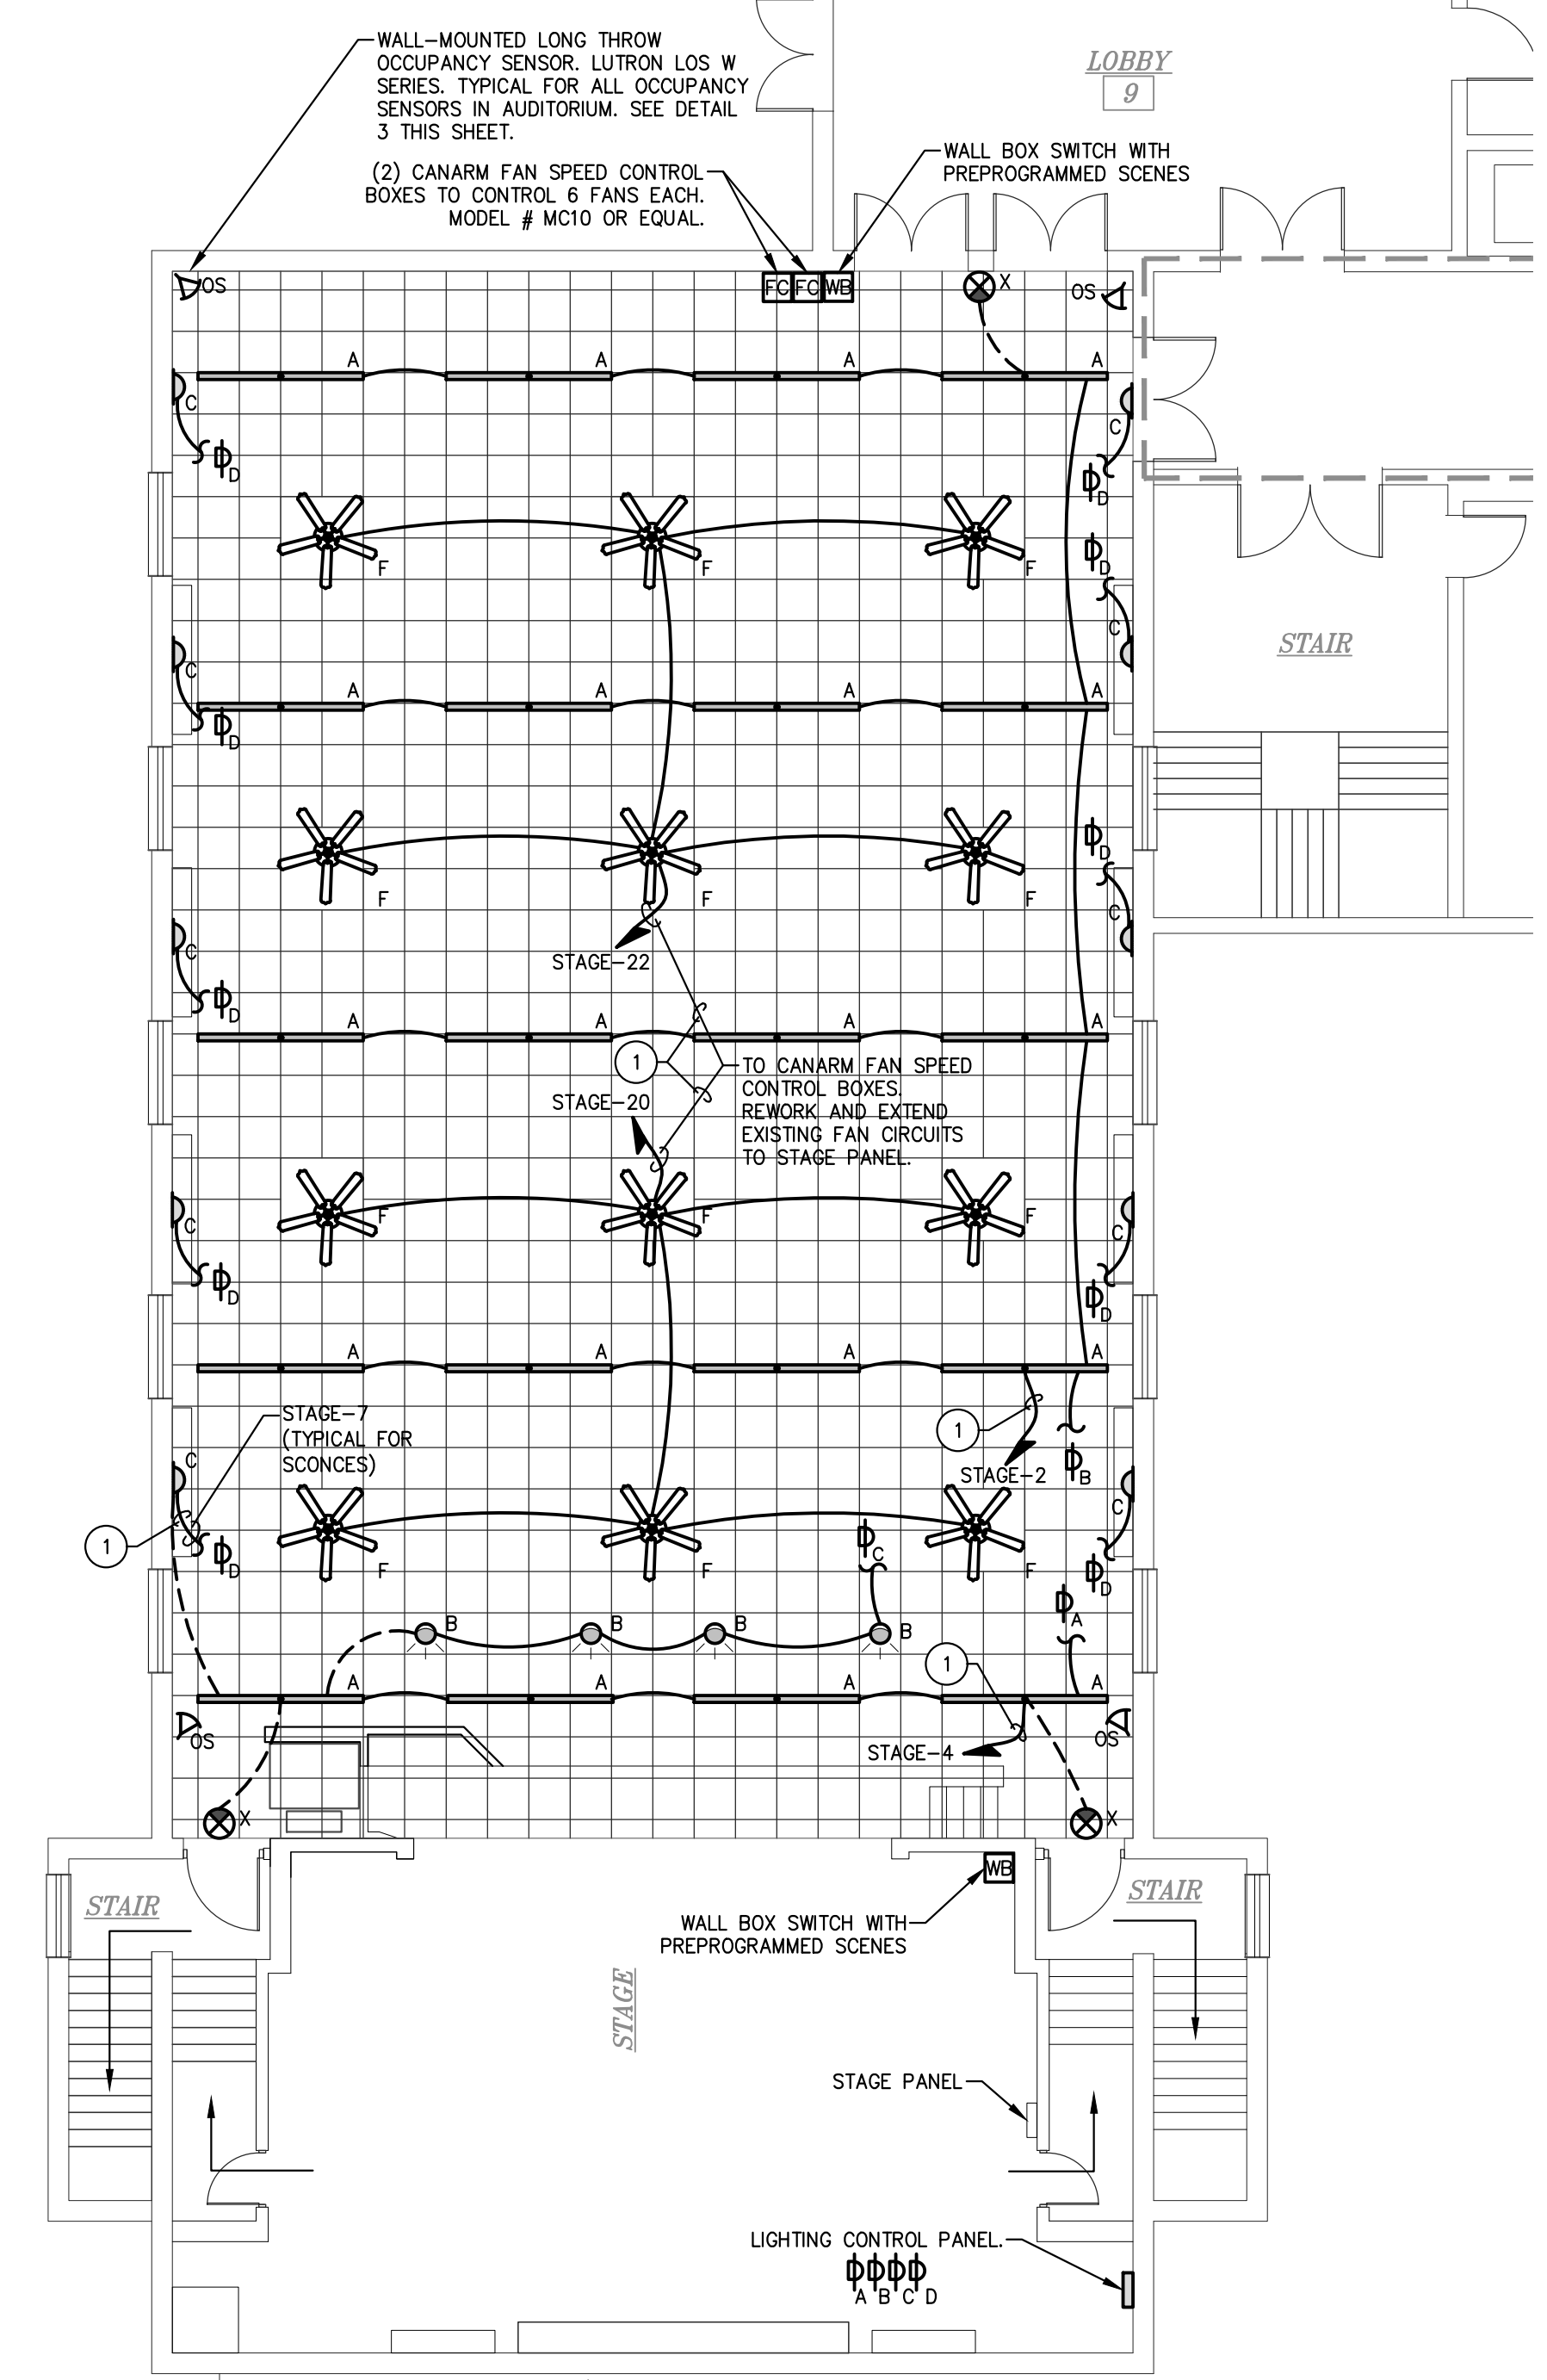 WALL-MOUNTED LONG THROW
OCCUPANCY SENSOR. LUTRON LOS W
SERIES. TYPICAL FOR ALL OCCUPANCY
SENSORS IN AUDITORIUM. SEE DETAIL
3 THIS SHEET.
LOBBY
9
(2) CANARM FAN SPEED CONTROL
BOXES TO CONTROL 6 FANS EACH.
MODEL # MC10 OR EQUAL.
WALL BOX SWITCH WITH
PREPROGRAMMED SCENES
OS
FC FC WB
X
OS
A A A A
C
C
D
D
D
F F F
C
C
STAIR
A A A A
D
D
F F F
C
C
STAGE-22
D
A A A A
1
TO CANARM FAN SPEED
CONTROL BOXES.
REWORK AND EXTEND
EXISTING FAN CIRCUITS
TO STAGE PANEL.
STAGE-20
F F F
C
C
D
D
A A A A
STAGE-7
(TYPICAL FOR
SCONCES)
1
STAGE-2
B
C
C
1
C
D
D
F F F
A
B B B B
1
A A A A
OS
OS
STAGE-4
X
X
WB
STAIR
STAIR
WALL BOX SWITCH WITH
PREPROGRAMMED SCENES
STAGE
STAGE PANEL
LIGHTING CONTROL PANEL.
A B C D